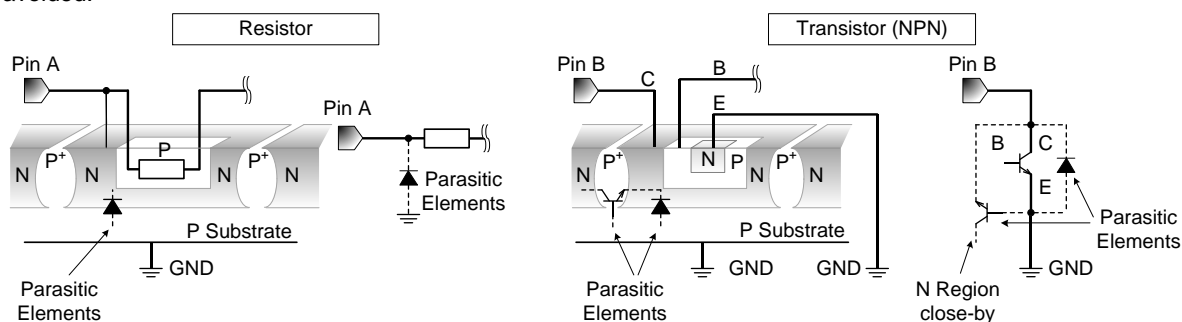 avoided.
Resistor
Transistor (NPN)
Pin A
Pin A
N
P+
N
P
N
P+
N
Parasitic
Elements
P Substrate
GND
Parasitic
Elements
Pin B
C
B
E
N
P+
N
N
P
N
P+
N
P Substrate
GND
GND
Parasitic
Elements
Pin B
B
C
E
Parasitic
Elements
GND
N Region
close-by